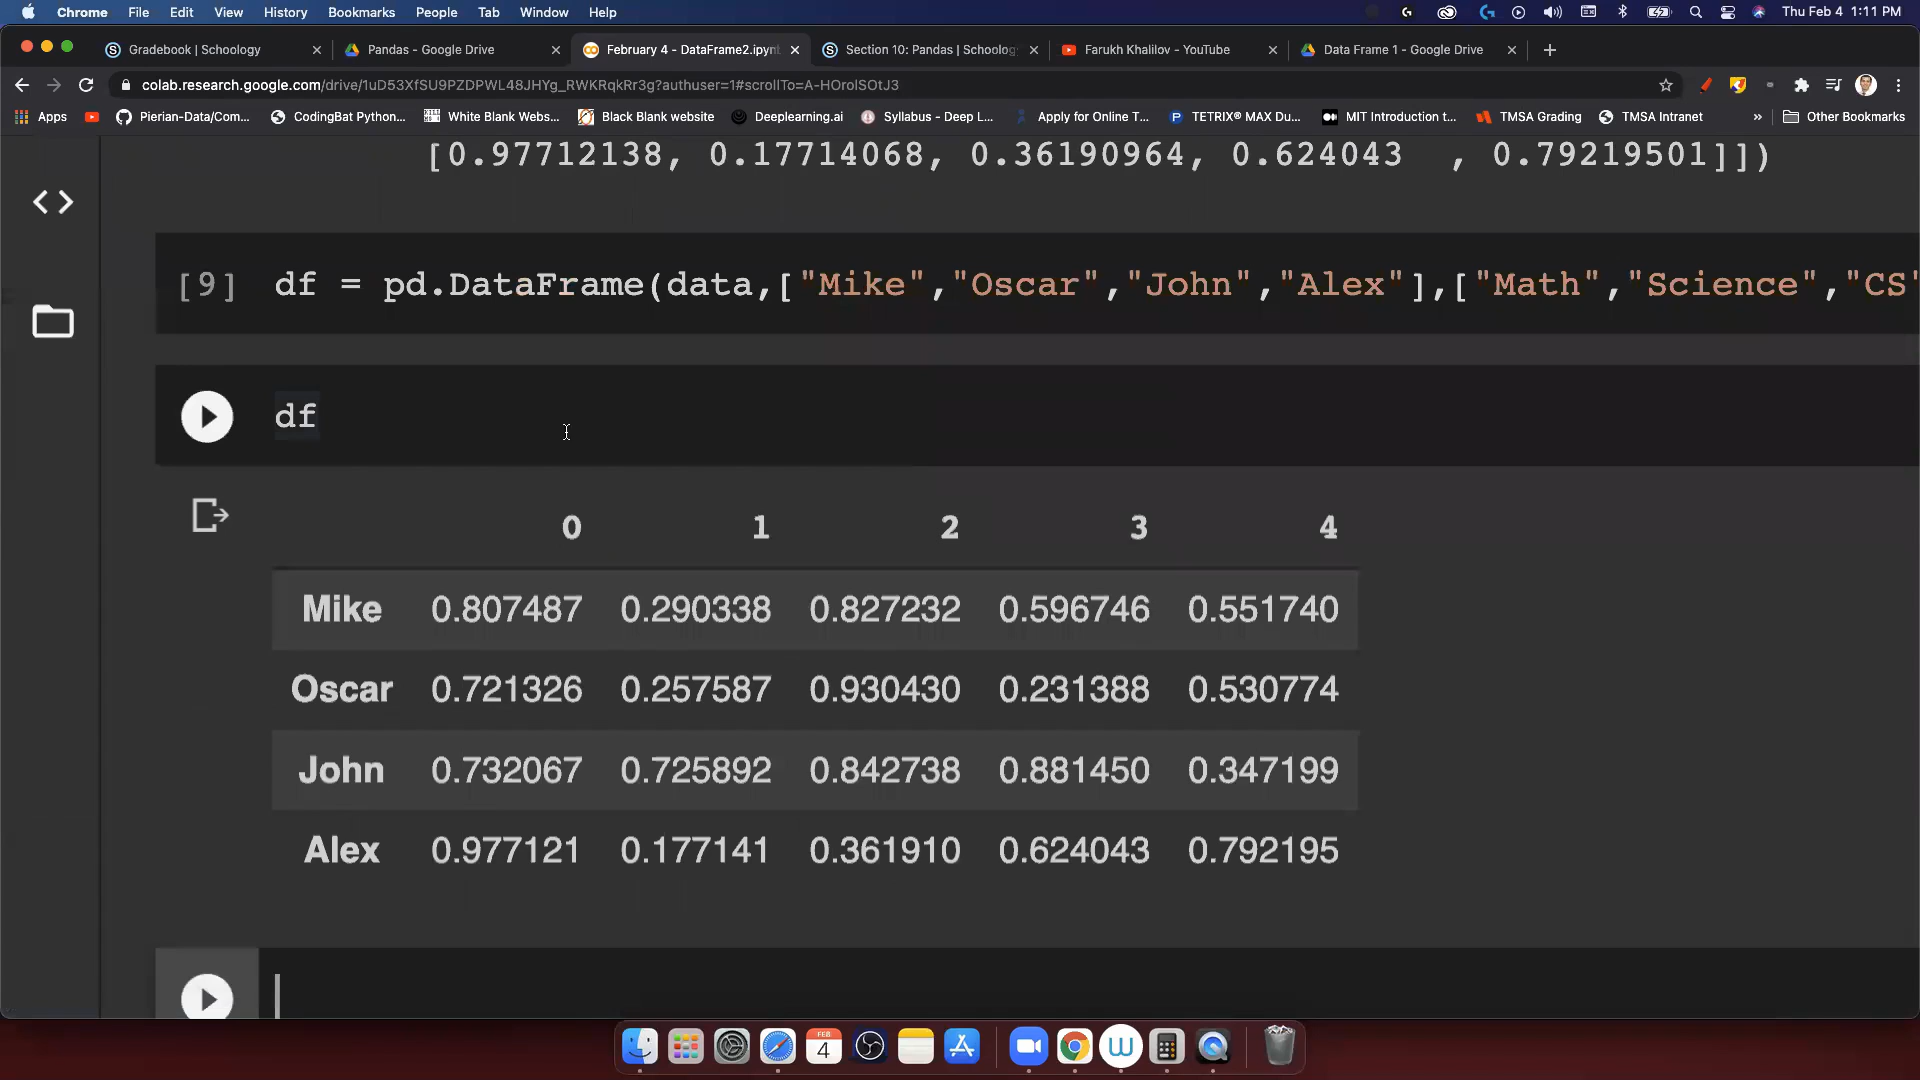 Chrome File Edit View History Bookmarks People Tab Window Help Thu Feb 4 1:11 PM
Gradebook | Schoology Pandas - Google Drive February 4 - DataFrame2.ipynb Section 10: Pandas | Schoology Farukh Khalilov - YouTube Data Frame 1 - Google Drive
colab.research.google.com/drive/1uD53XfSU9PZDPWL48JHYg_RWKRqkRr3g?authuser=1#scrollTo=A-HOrolSOtJ3
Apps Pierian-Data/Com... CodingBat Python... White Blank Webs... Black Blank website Deeplearning.ai Syllabus - Deep L... Apply for Online T... TETRIX® MAX Du... MIT Introduction t... TMSA Grading TMSA Intranet » Other Bookmarks
[0.97712138, 0.17714068, 0.36190964, 0.624043 , 0.79219501]])
[9] df = pd.DataFrame(data,["Mike","Oscar","John","Alex"],["Math","Science","CS"
df
0 1 2 3 4
Mike 0.807487 0.290338 0.827232 0.596746 0.551740
Oscar 0.721326 0.257587 0.930430 0.231388 0.530774
John 0.732067 0.725892 0.842738 0.881450 0.347199
Alex 0.977121 0.177141 0.361910 0.624043 0.792195
FEB
4